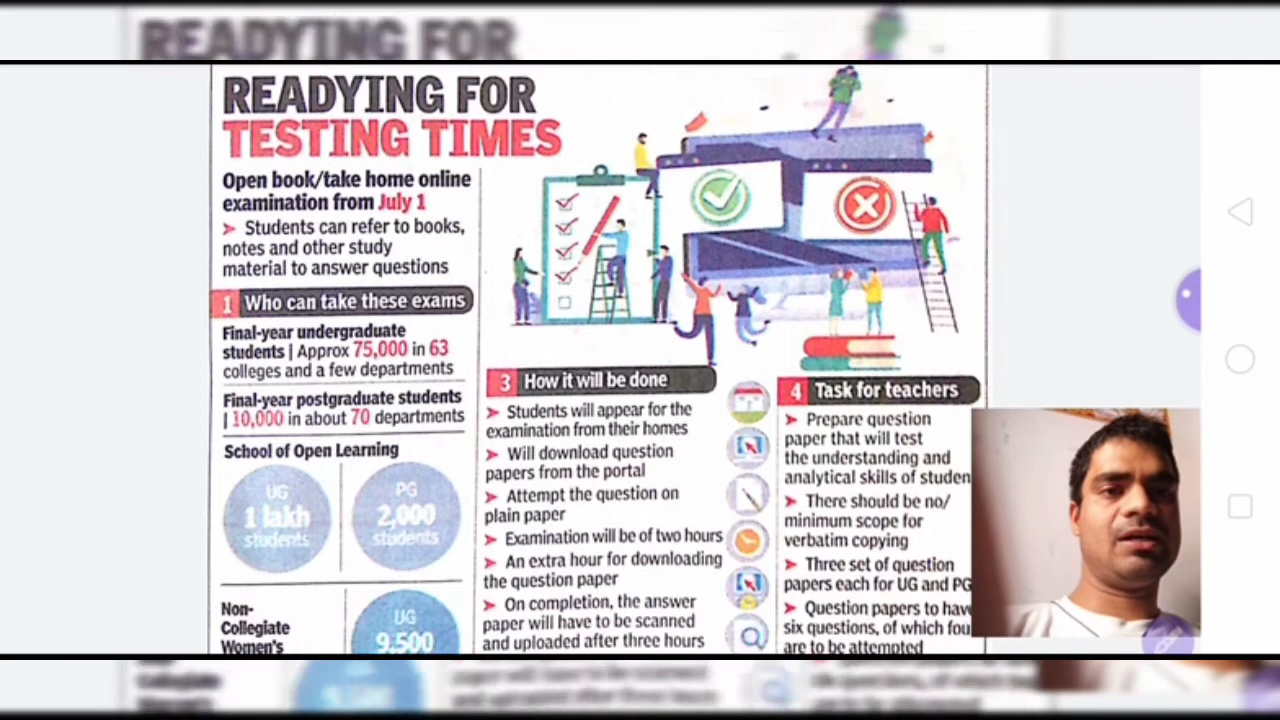 READYING FOR
READYING FOR
TESTING TIMES
Open book/take home online
examination from July 1
➤ Students can refer to books,
notes and other study
material to answer questions
1 Who can take these exams
Final-year undergraduate
students | Approx 75,000 in 63
colleges and a few departments
Final-year postgraduate students
| 10,000 in about 70 departments
School of Open Learning
UG
1 lakh
students
PG
2,000
students
Non-
Collegiate
Women's
UG
9,500
3 How it will be done
➤ Students will appear for the
examination from their homes
➤ Will download question
papers from the portal
➤ Attempt the question on
plain paper
➤ Examination will be of two hours
➤ An extra hour for downloading
the question paper
➤ On completion, the answer
paper will have to be scanned
and uploaded after three hours
4 Task for teachers
➤ Prepare question
paper that will test
the understanding and
analytical skills of studen
➤ There should be no/
minimum scope for
verbatim copying
➤ Three set of question
papers each for UG and PG
➤ Question papers to have
six questions, of which fou
are to be attempted